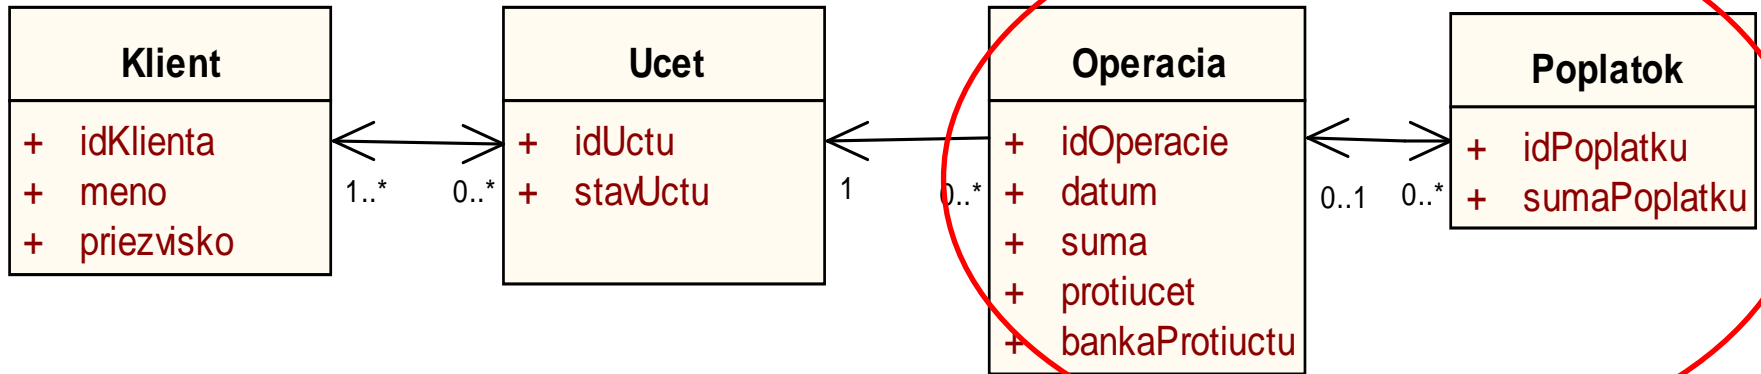 Klient
+ idKlienta
+ meno
+ priezvisko
1..* 0..*
Ucet
+ idUctu
+ stavUctu
1 0..*
Operacia
+ idOperacie
+ datum
+ suma
+ protiucet
+ bankaProtiuctu
0..1 0..*
Poplatok
+ idPoplatku
+ sumaPoplatku